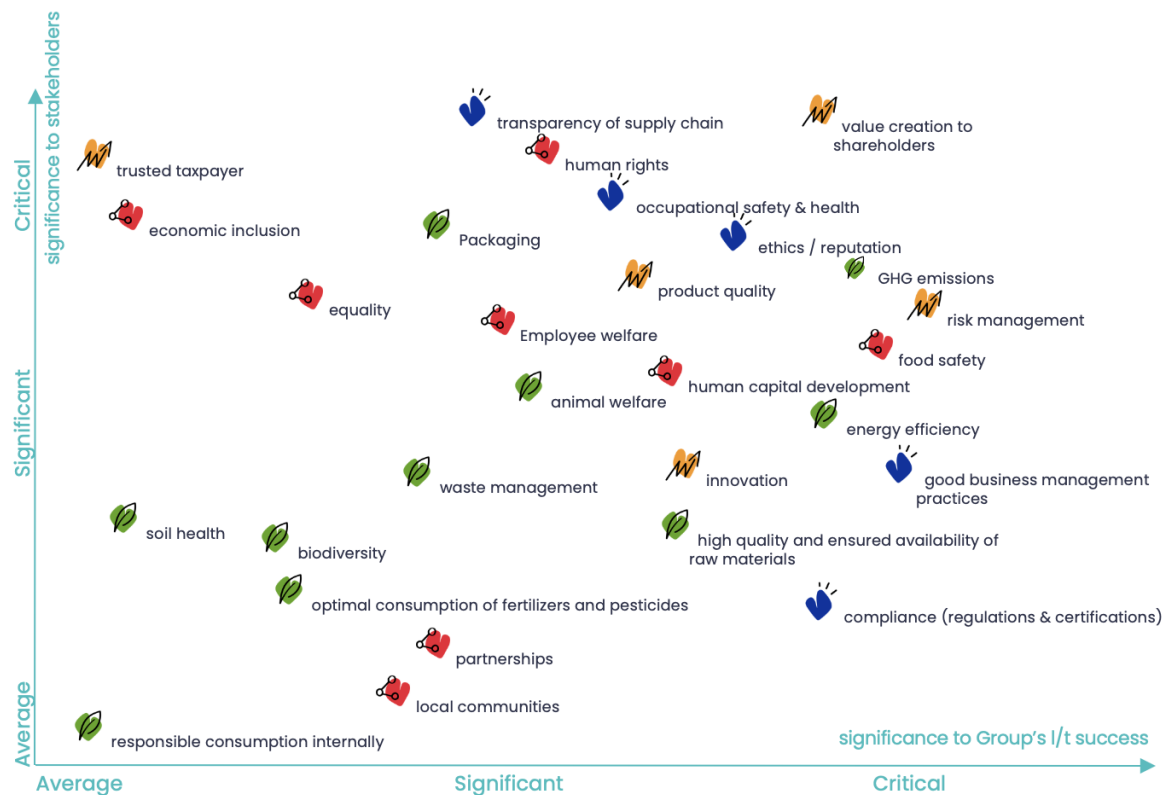 significance to stakeholders
Critical
Significant
Average
transparency of supply chain
value creation to
shareholders
trusted taxpayer
human rights
occupational safety & health
economic inclusion
Packaging
ethics / reputation
GHG emissions
product quality
equality
risk management
Employee welfare
food safety
human capital development
animal welfare
energy efficiency
waste management
innovation
good business management
practices
soil health
high quality and ensured availability of
raw materials
biodiversity
optimal consumption of fertilizers and pesticides
compliance (regulations & certifications)
partnerships
local communities
responsible consumption internally
significance to Group's l/t success
Average
Significant
Critical